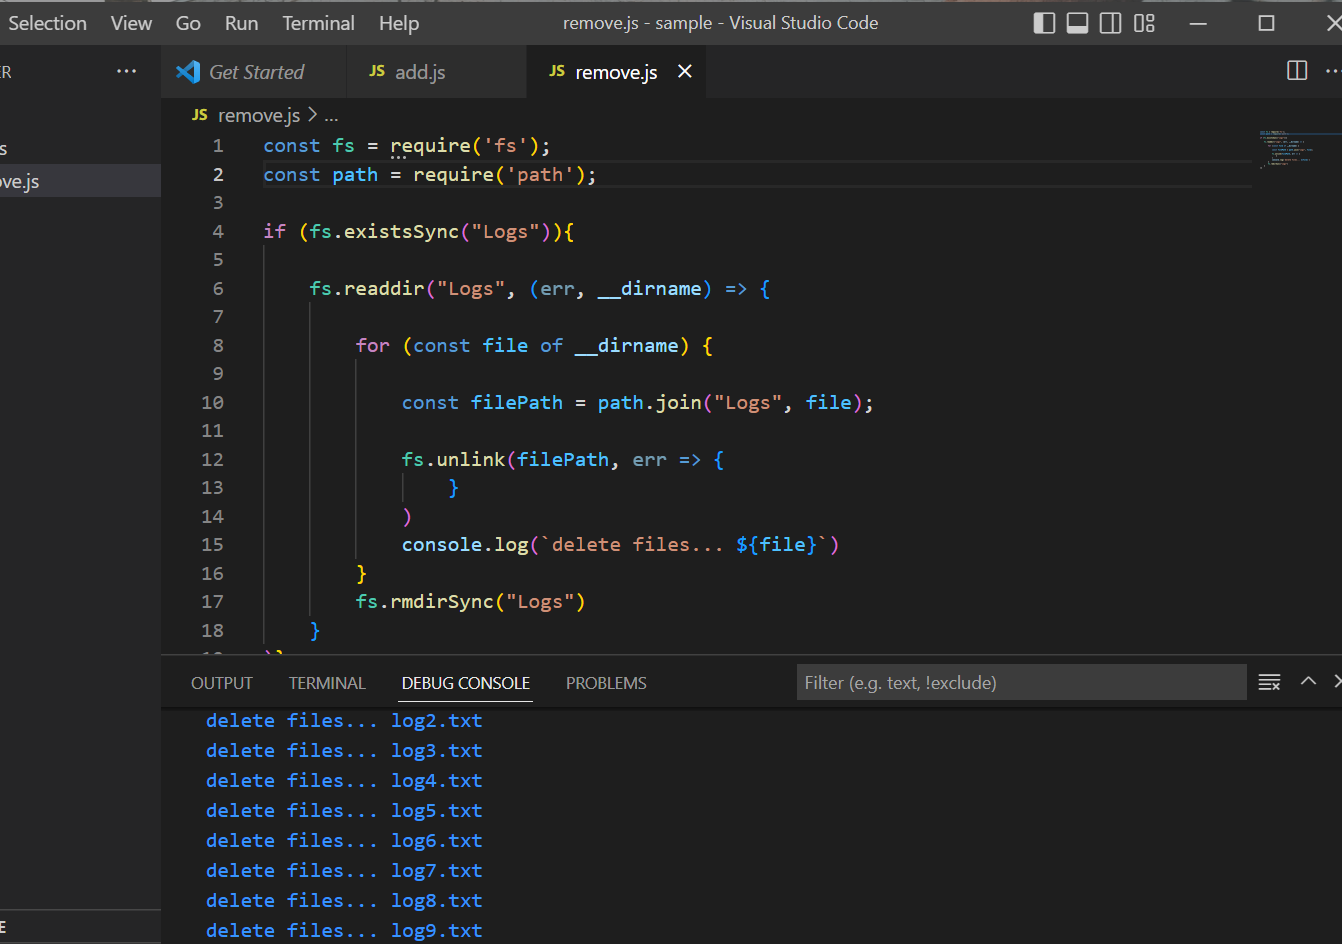 Selection View Go Run Terminal Help remove.js - sample - Visual Studio Code
R ... Get Started JS add.js JS remove.js
JS remove.js > ...
s
ve.js
1 const fs = require('fs');
2 const path = require('path');
3
4 if (fs.existsSync("Logs")){
5
6 fs.readdir("Logs", (err, __dirname) => {
7
8 for (const file of __dirname) {
9
10 const filePath = path.join("Logs", file);
11
12 fs.unlink(filePath, err => {
13 }
14 )
15 console.log(`delete files... ${file}`)
16 }
17 fs.rmdirSync("Logs")
18 }
OUTPUT TERMINAL DEBUG CONSOLE PROBLEMS Filter (e.g. text, !exclude)
delete files... log2.txt
delete files... log3.txt
delete files... log4.txt
delete files... log5.txt
delete files... log6.txt
delete files... log7.txt
delete files... log8.txt
delete files... log9.txt
E